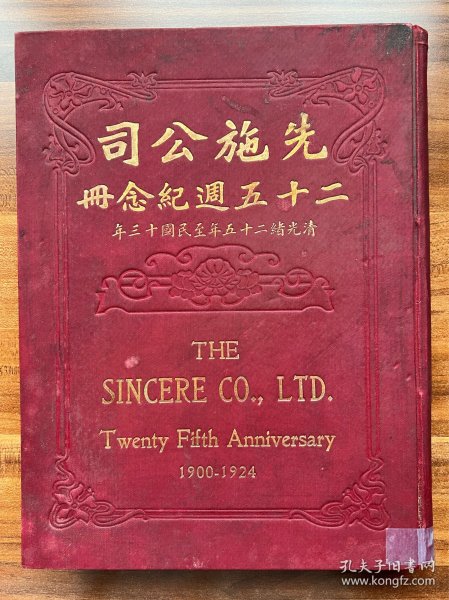 先施公司
二十五週紀念冊
清光緒二十五年至民國十三年
THE
SINCERE CO., LTD.
Twenty Fifth Anniversary
1900-1924
孔夫子旧书网
www.kongfz.com